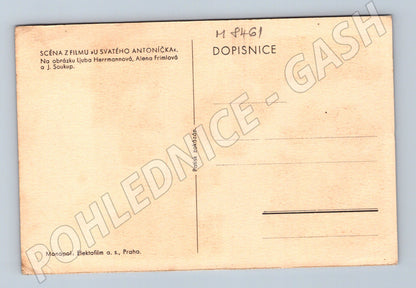 SCÉNA Z FILMU »U SVATÉHO ANTONÍČKA«.
Na obrázku Ljuba Herrmannová, Alena Frimlová
a J. Soukup.
Monopol: Elektafilm a. s., Praha.
M 8461
DOPISNICE
POHLEDNICE - GASH